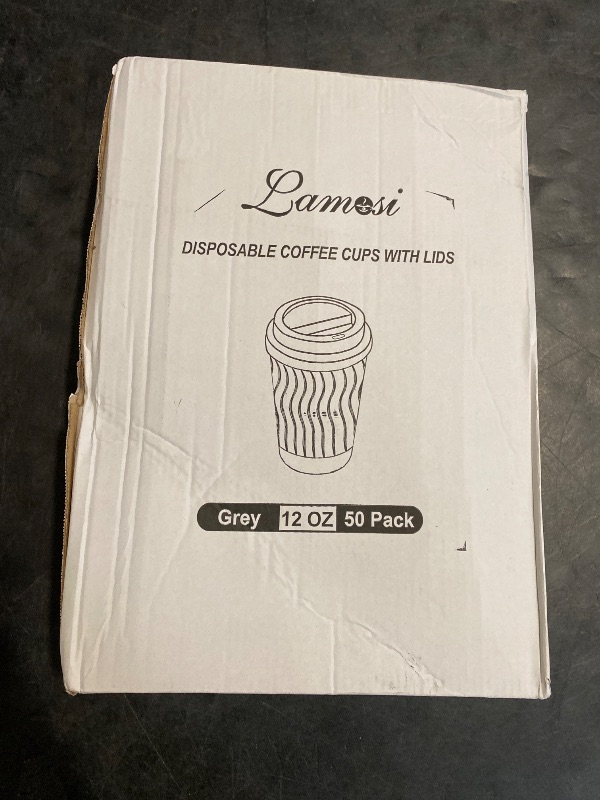 Lamosi
DISPOSABLE COFFEE CUPS WITH LIDS
Grey 12 OZ 50 Pack